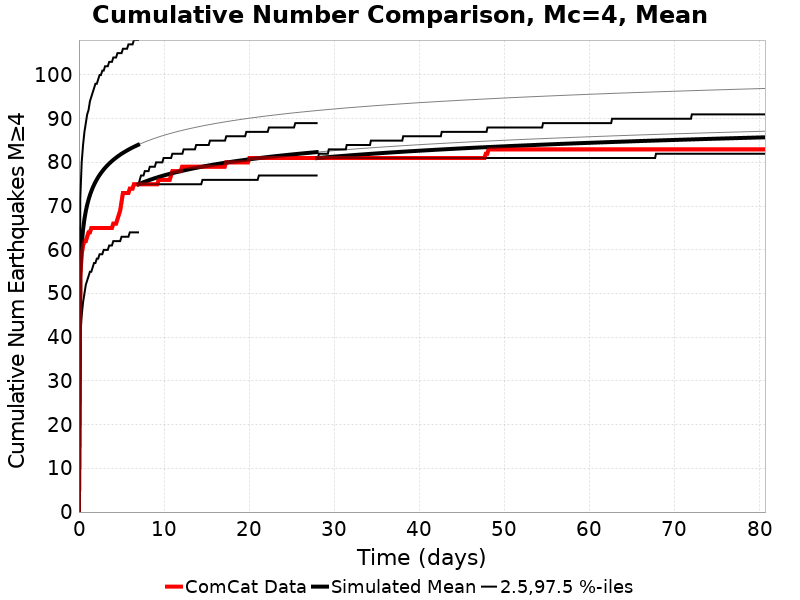 Cumulative Number Comparison, Mc=4, Mean
Cumulative Num Earthquakes M≥4
100
90
80
70
60
50
40
30
20
10
0
0 10 20 30 40 50 60 70 80
Time (days)
ComCat Data Simulated Mean 2.5,97.5 %-iles